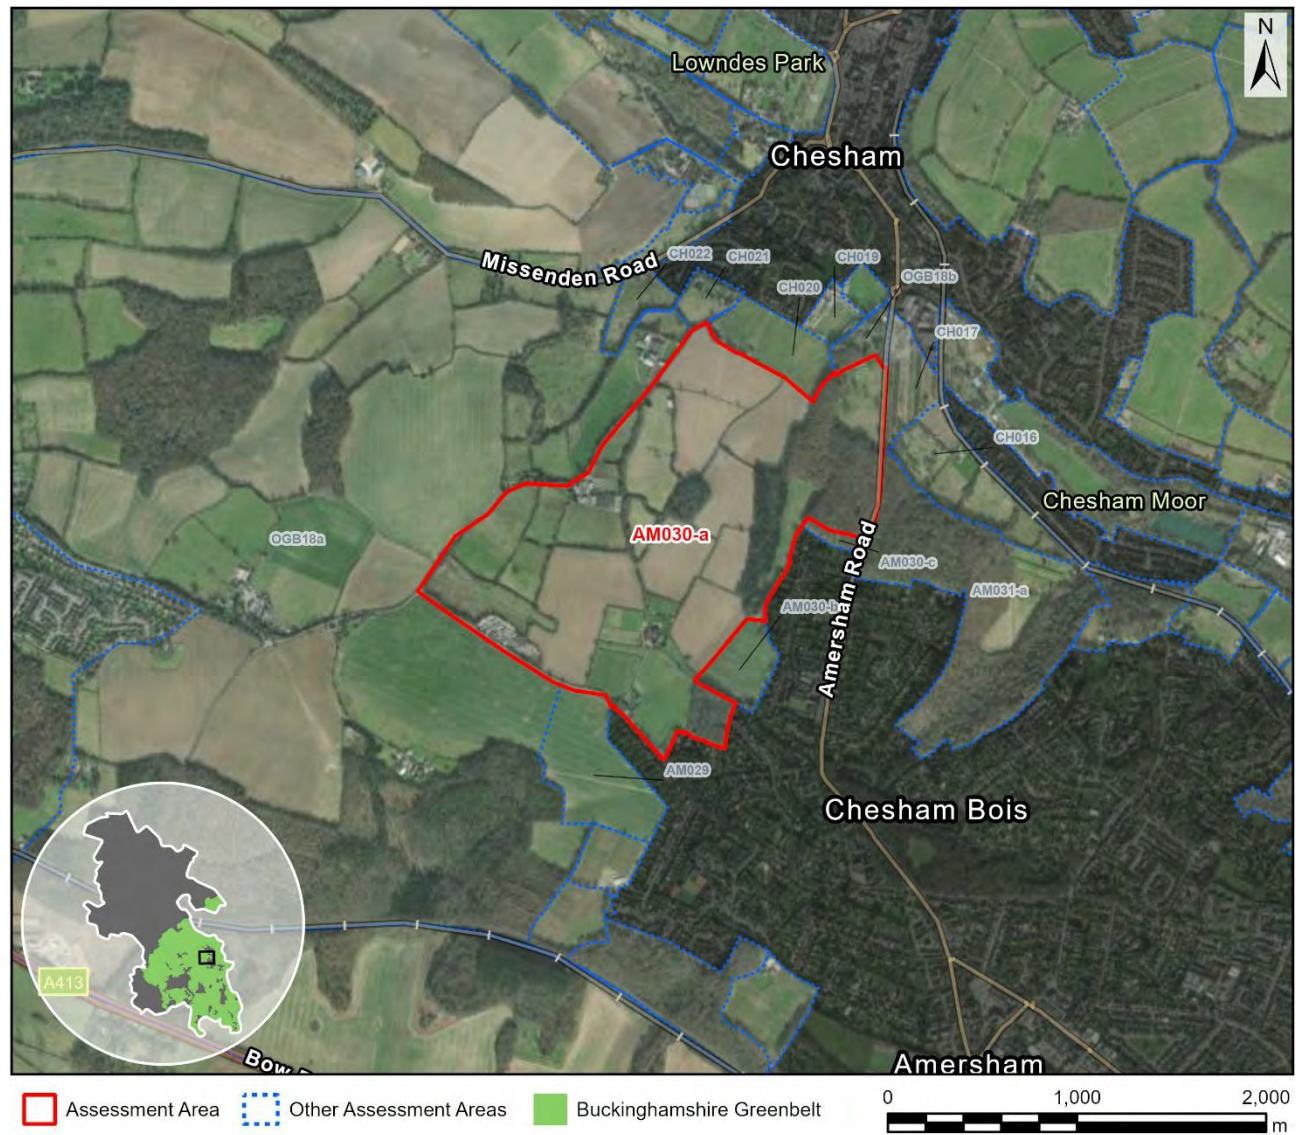 N
Lowndes Park
Chesham
Missenden Road
CH022
CH021
CH019
CH020
OGB18b
CH017
CH016
Chesham Moor
AM030-a
OGB18a
AM030-c
AM031-a
AM030-b
Amersham Road
AM029
Chesham Bois
A413
Amersham
Assessment Area
Other Assessment Areas
Buckinghamshire Greenbelt
0 1,000 2,000
m